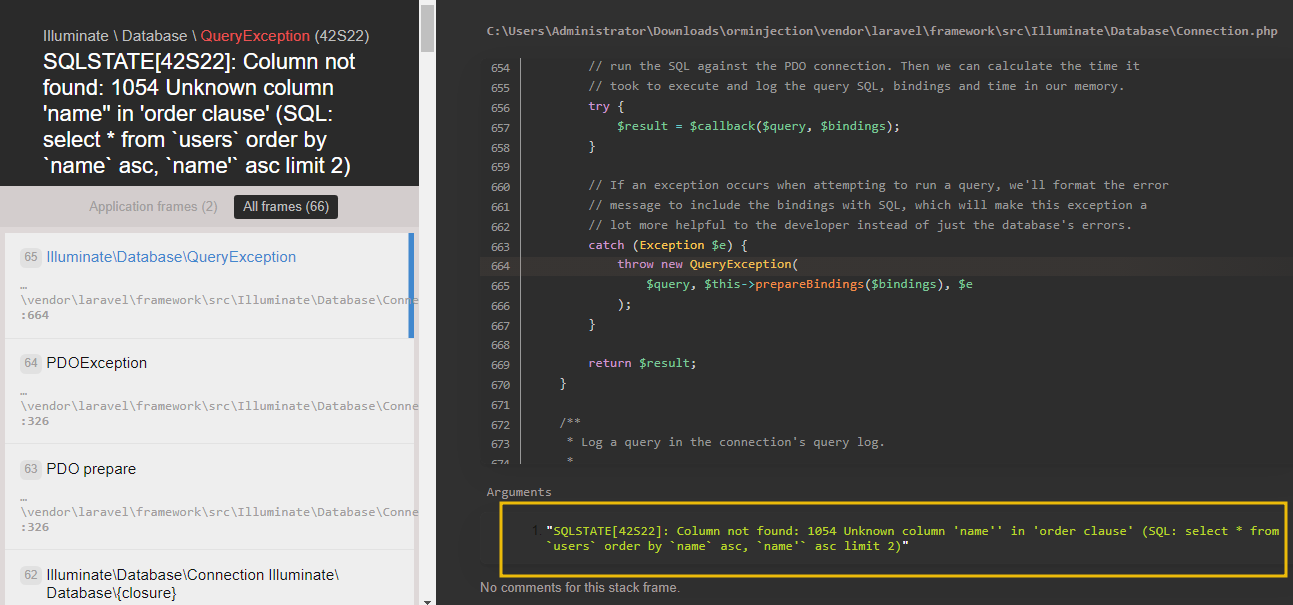 Illuminate \ Database \ QueryException (42S22)
SQLSTATE[42S22]: Column not
found: 1054 Unknown column
'name'' in 'order clause' (SQL:
select * from `users` order by
`name` asc, `name'` asc limit 2)
Application frames (2)
All frames (66)
65 Illuminate\Database\QueryException
…
\vendor\laravel\framework\src\Illuminate\Database\Conne
:664
64 PDOException
…
\vendor\laravel\framework\src\Illuminate\Database\Conne
:326
63 PDO prepare
…
\vendor\laravel\framework\src\Illuminate\Database\Conne
:326
62 Illuminate\Database\Connection Illuminate\
Database\{closure}
C:\Users\Administrator\Downloads\orminjection\vendor\laravel\framework\src\Illuminate\Database\Connection.php
654 // run the SQL against the PDO connection. Then we can calculate the time it
655 // took to execute and log the query SQL, bindings and time in our memory.
656 try {
657 $result = $callback($query, $bindings);
658 }
659
660 // If an exception occurs when attempting to run a query, we'll format the error
661 // message to include the bindings with SQL, which will make this exception a
662 // lot more helpful to the developer instead of just the database's errors.
663 catch (Exception $e) {
664 throw new QueryException(
665 $query, $this->prepareBindings($bindings), $e
666 );
667 }
668
669 return $result;
670 }
671
672 /**
673 * Log a query in the connection's query log.
674 *
Arguments
1. "SQLSTATE[42S22]: Column not found: 1054 Unknown column 'name'' in 'order clause' (SQL: select * from
`users` order by `name` asc, `name'` asc limit 2)"
No comments for this stack frame.